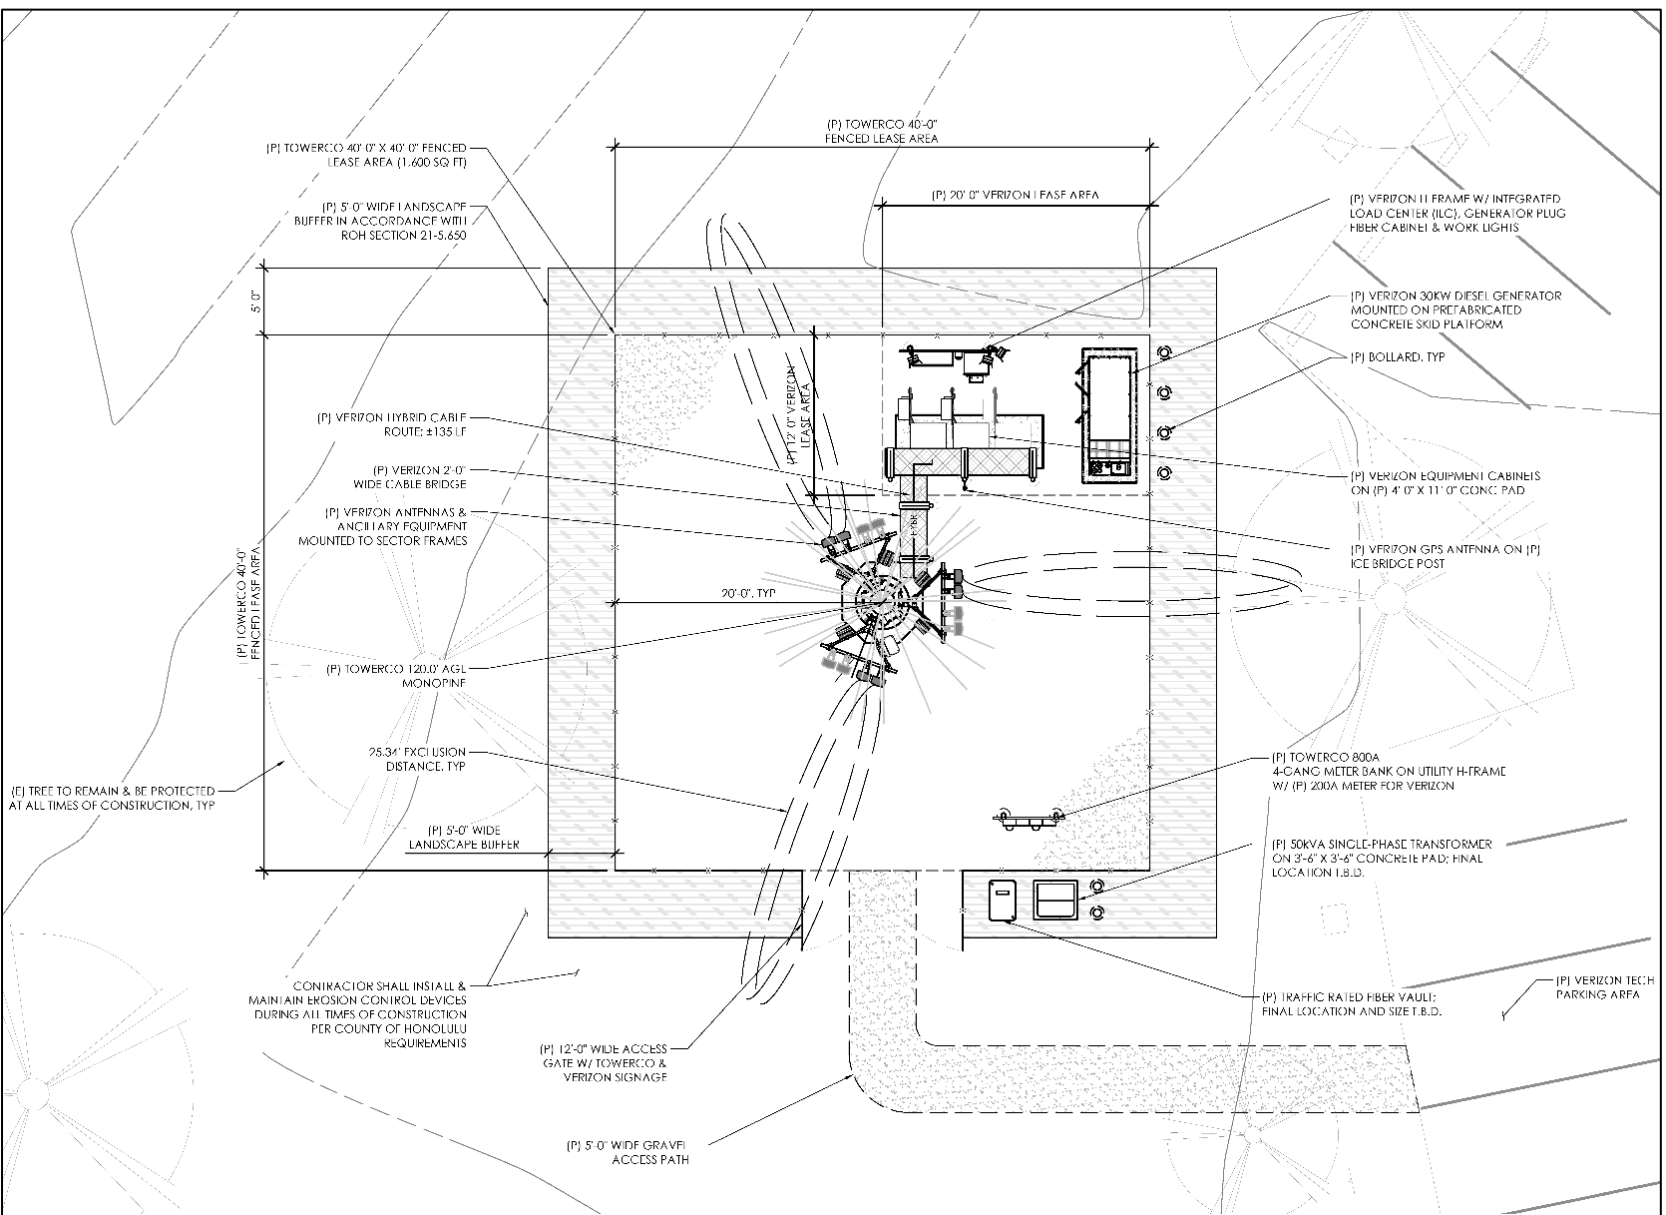 (P) TOWERCO 40'-0"
FENCED LEASE AREA
(P) TOWERCO 40'-0" X 40'-0" FENCED
LEASE AREA (1,600 SQ FT)
(P) 20'-0" VERIZON LEASE AREA
(P) 5'-0" WIDE LANDSCAPE
BUFFER IN ACCORDANCE WITH
ROH SECTION 21-5.650
(P) VERIZON H-FRAME W/ INTEGRATED
LOAD CENTER (ILC), GENERATOR PLUG
FIBER CABINET & WORK LIGHTS
5'-0"
(P) VERIZON 30KW DIESEL GENERATOR
MOUNTED ON PREFABRICATED
CONCRETE SKID PLATFORM
(P) BOLLARD, TYP
(P) 12'-0" VERIZON
LEASE AREA
(P) VERIZON HYBRID CABLE
ROUTE: ±135 LF
(P) VERIZON 2'-0"
WIDE CABLE BRIDGE
(P) VERIZON EQUIPMENT CABINETS
ON (P) 4'-0" X 11'-0" CONC PAD
(P) VERIZON ANTENNAS &
ANCILLARY EQUIPMENT
MOUNTED TO SECTOR FRAMES
HYBR
(P) VERIZON GPS ANTENNA ON (P)
ICE BRIDGE POST
(P) TOWERCO 40'-0"
FENCED LEASE AREA
20'-0", TYP
(P) TOWERCO 120.0' AGL
MONOPINE
25.34' EXCLUSION
DISTANCE, TYP
(P) TOWERCO 800A
4-GANG METER BANK ON UTILITY H-FRAME
W/ (P) 200A METER FOR VERIZON
(E) TREE TO REMAIN & BE PROTECTED
AT ALL TIMES OF CONSTRUCTION, TYP
(P) 5'-0" WIDE
LANDSCAPE BUFFER
(P) 50KVA SINGLE-PHASE TRANSFORMER
ON 3'-6" X 3'-6" CONCRETE PAD; FINAL
LOCATION T.B.D.
CONTRACTOR SHALL INSTALL &
MAINTAIN EROSION CONTROL DEVICES
DURING ALL TIMES OF CONSTRUCTION
PER COUNTY OF HONOLULU
REQUIREMENTS
(P) VERIZON TECH
PARKING AREA
(P) TRAFFIC RATED FIBER VAULT;
FINAL LOCATION AND SIZE T.B.D.
(P) 12'-0" WIDE ACCESS
GATE W/ TOWERCO &
VERIZON SIGNAGE
(P) 5'-0" WIDE GRAVEL
ACCESS PATH